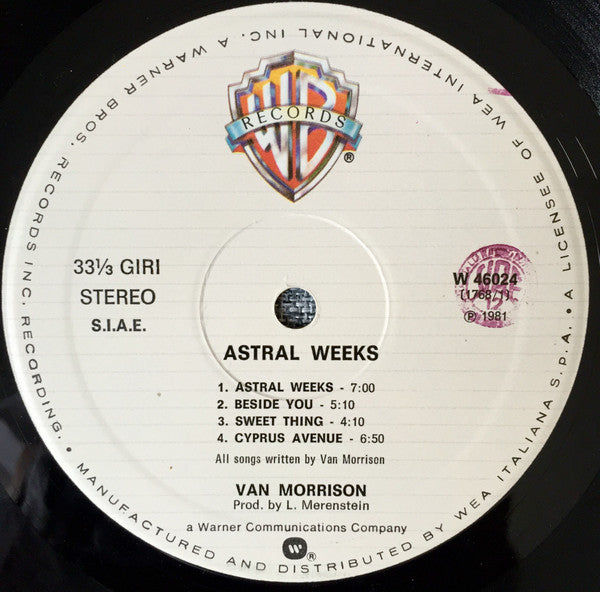 WB
RECORDS
®
33⅓ GIRI
STEREO
S.I.A.E.
W 46024
(1768/1)
℗ 1981
ASTRAL WEEKS
1. ASTRAL WEEKS - 7:00
2. BESIDE YOU - 5:10
3. SWEET THING - 4:10
4. CYPRUS AVENUE - 6:50
All songs written by Van Morrison
VAN MORRISON
Prod. by L. Merenstein
a Warner Communications Company
®
• MANUFACTURED AND DISTRIBUTED BY WEA ITALIANA S.P.A. • A LICENSEE OF WEA INTERNATIONAL INC. A WARNER BROS. RECORDS INC. RECORDING.